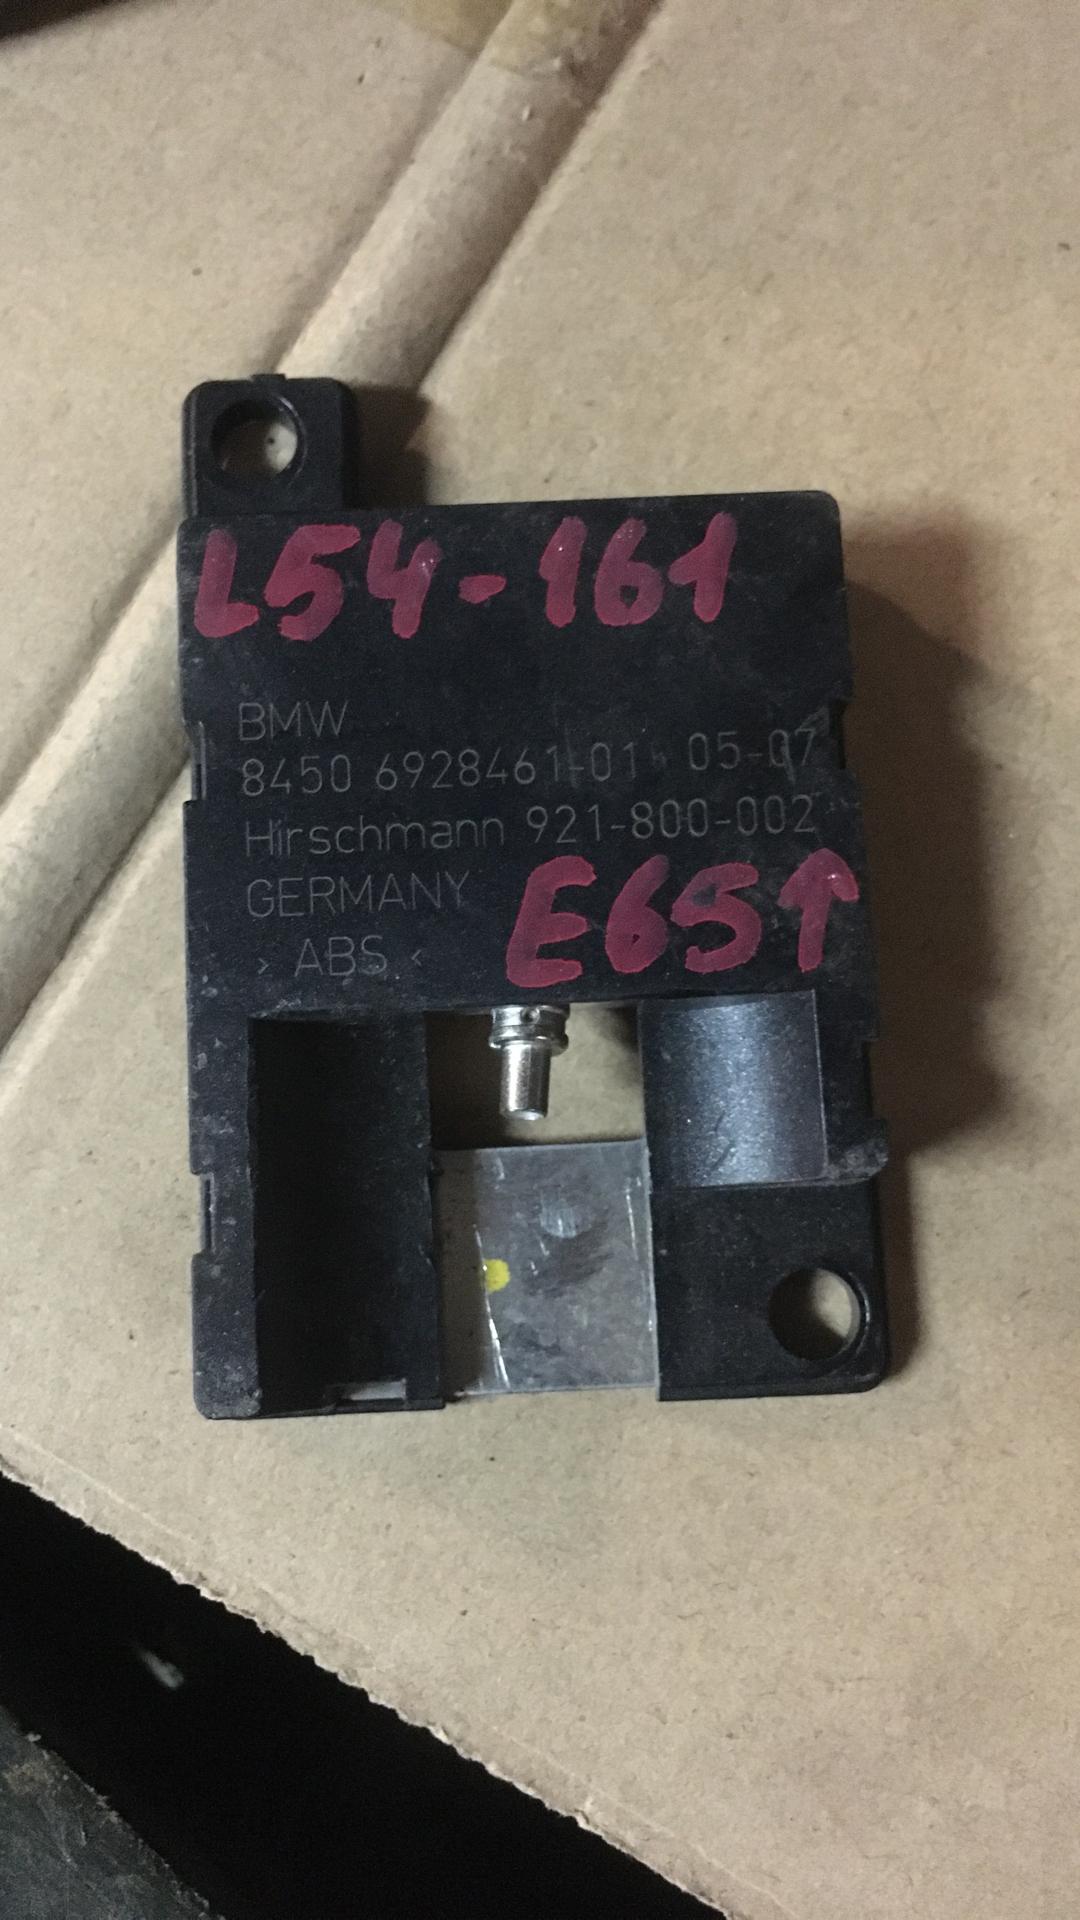 L54-161
BMW
8450 6928461-01 05-07
Hirschmann 921-800-002
GERMANY
> ABS <
E65↑